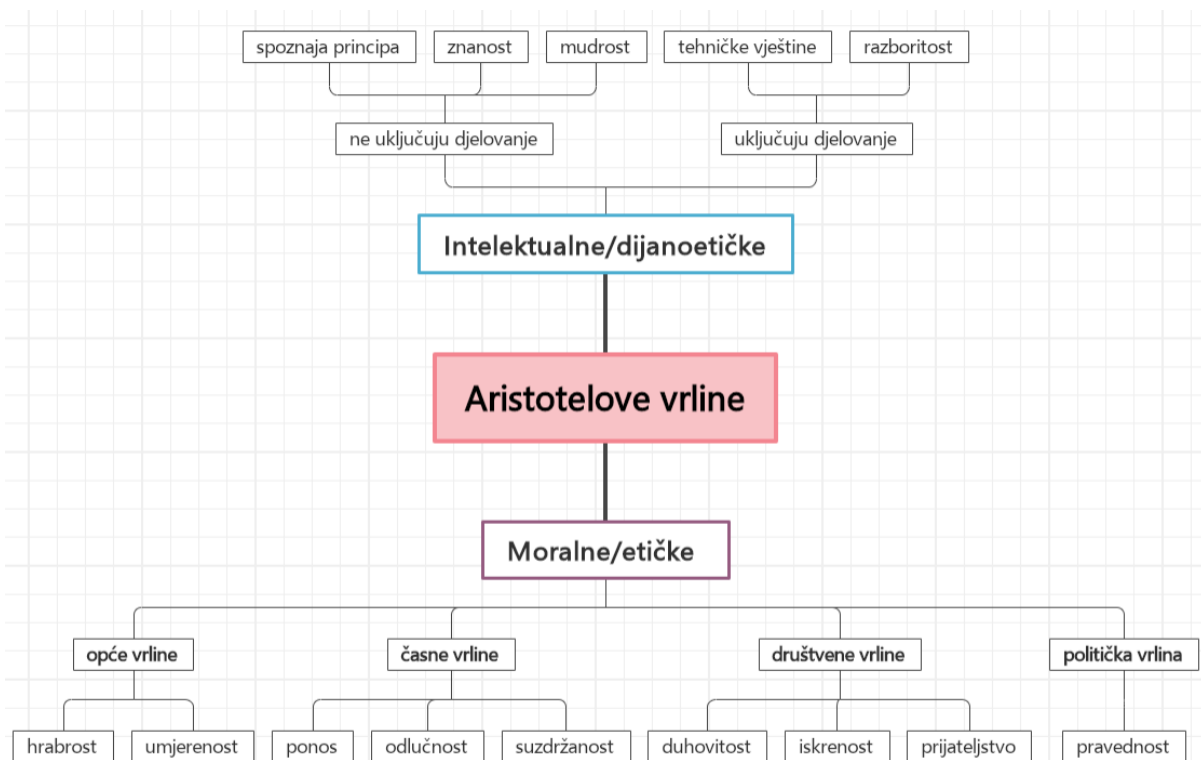 spoznaja principa
znanost
mudrost
tehničke vještine
razboritost
ne uključuju djelovanje
uključuju djelovanje
Intelektualne/dijanoetičke
Aristotelove vrline
Moralne/etičke
opće vrline
časne vrline
društvene vrline
politička vrlina
hrabrost
umjerenost
ponos
odlučnost
suzdržanost
duhovitost
iskrenost
prijateljstvo
pravednost